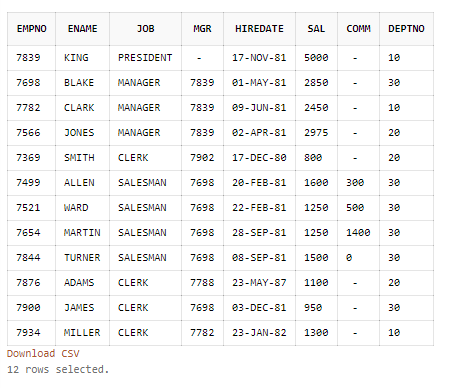 EMPNO ENAME JOB MGR HIREDATE SAL COMM DEPTNO
7839 KING PRESIDENT - 17-NOV-81 5000 - 10
7698 BLAKE MANAGER 7839 01-MAY-81 2850 - 30
7782 CLARK MANAGER 7839 09-JUN-81 2450 - 10
7566 JONES MANAGER 7839 02-APR-81 2975 - 20
7369 SMITH CLERK 7902 17-DEC-80 800 - 20
7499 ALLEN SALESMAN 7698 20-FEB-81 1600 300 30
7521 WARD SALESMAN 7698 22-FEB-81 1250 500 30
7654 MARTIN SALESMAN 7698 28-SEP-81 1250 1400 30
7844 TURNER SALESMAN 7698 08-SEP-81 1500 0 30
7876 ADAMS CLERK 7788 23-MAY-87 1100 - 20
7900 JAMES CLERK 7698 03-DEC-81 950 - 30
7934 MILLER CLERK 7782 23-JAN-82 1300 - 10
Download CSV
12 rows selected.